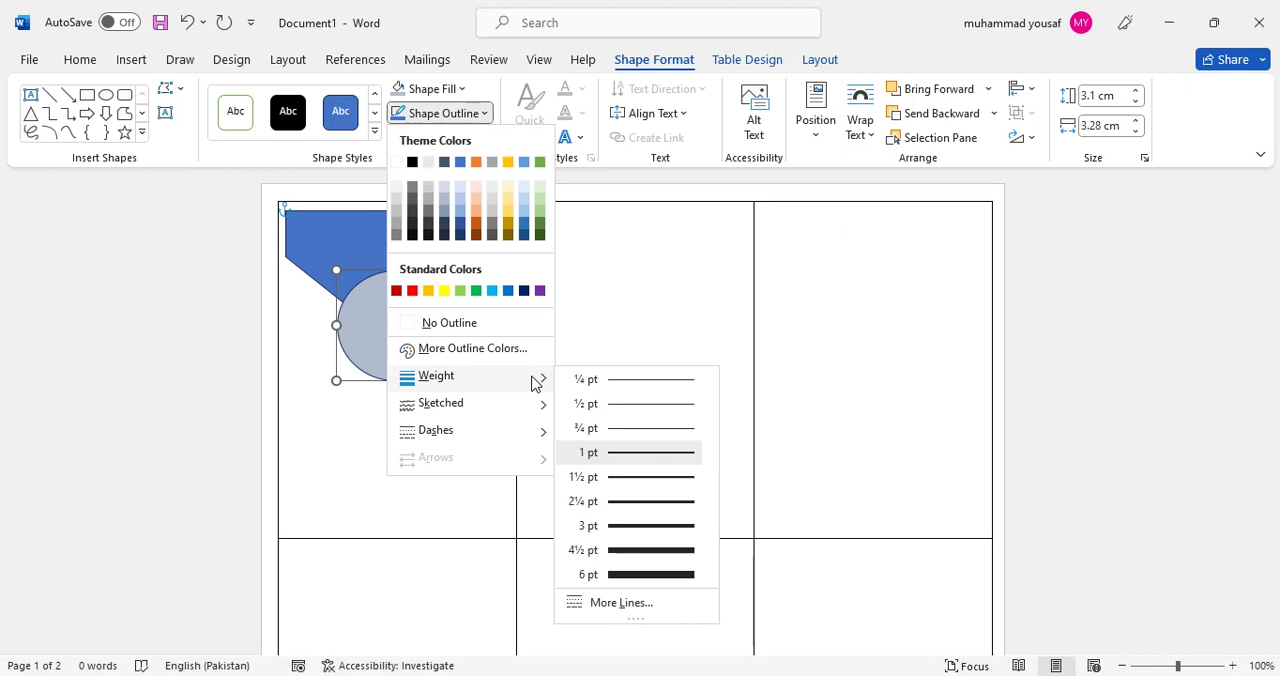 AutoSave Off Document1 - Word Search muhammad yousaf MY
File Home Insert Draw Design Layout References Mailings Review View Help Shape Format Table Design Layout Share
Abc Abc Abc
Shape Fill
Shape Outline
Quick
Text Direction
Align Text
Create Link
Alt Text
Position
Wrap Text
Bring Forward
Send Backward
Selection Pane
3.1 cm
3.28 cm
Insert Shapes Shape Styles Text Accessibility Arrange Size
Theme Colors
Standard Colors
No Outline
More Outline Colors...
Weight
Sketched
Dashes
Arrows
¼ pt
½ pt
¾ pt
1 pt
1½ pt
2¼ pt
3 pt
4½ pt
6 pt
More Lines...
Page 1 of 2 0 words English (Pakistan) Accessibility: Investigate Focus 100%